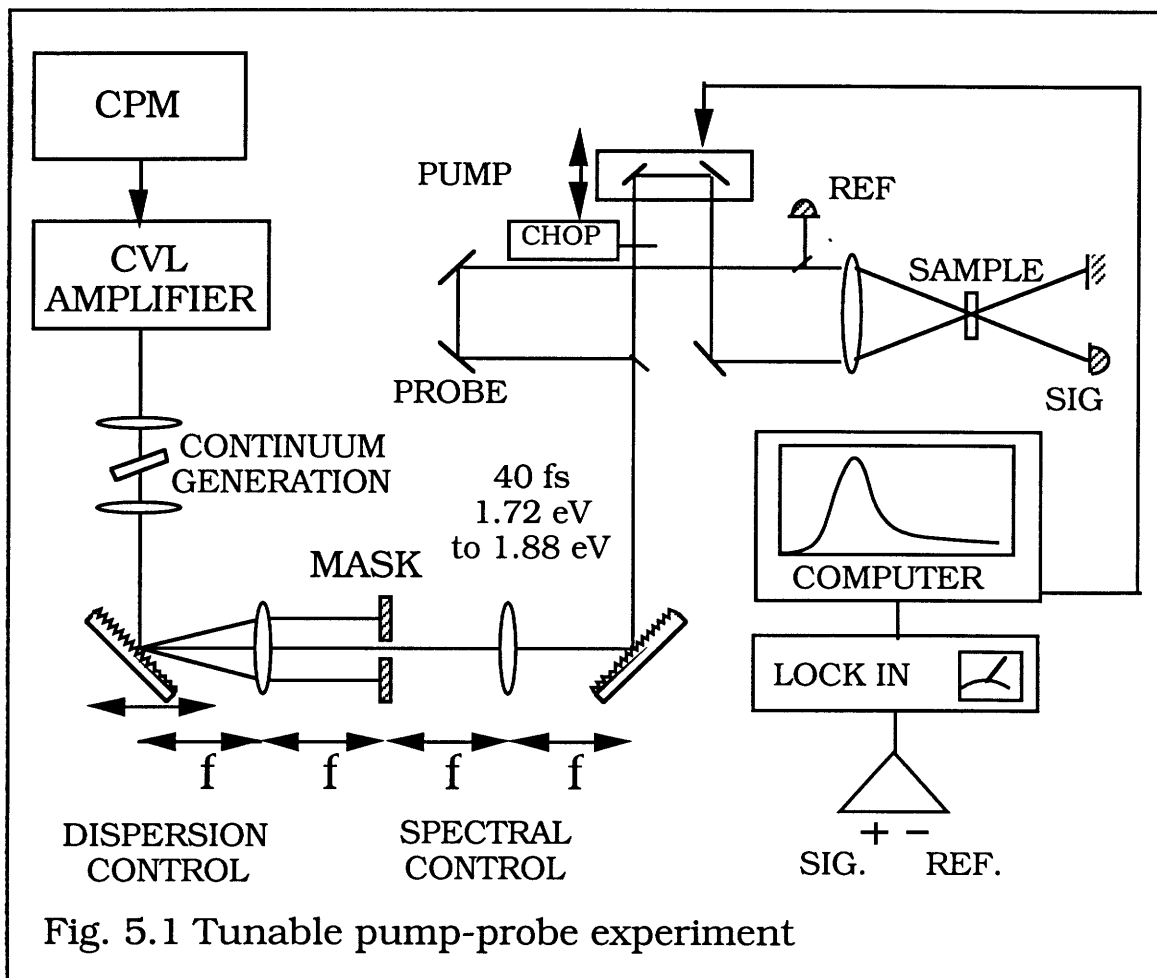 CPM
CVL
AMPLIFIER
CONTINUUM
GENERATION
PUMP
CHOP
REF
SAMPLE
PROBE
SIG
40 fs
1.72 eV
to 1.88 eV
MASK
COMPUTER
LOCK IN
f
f
f
f
DISPERSION
CONTROL
SPECTRAL
CONTROL
+ −
SIG.
REF.
Fig. 5.1 Tunable pump-probe experiment